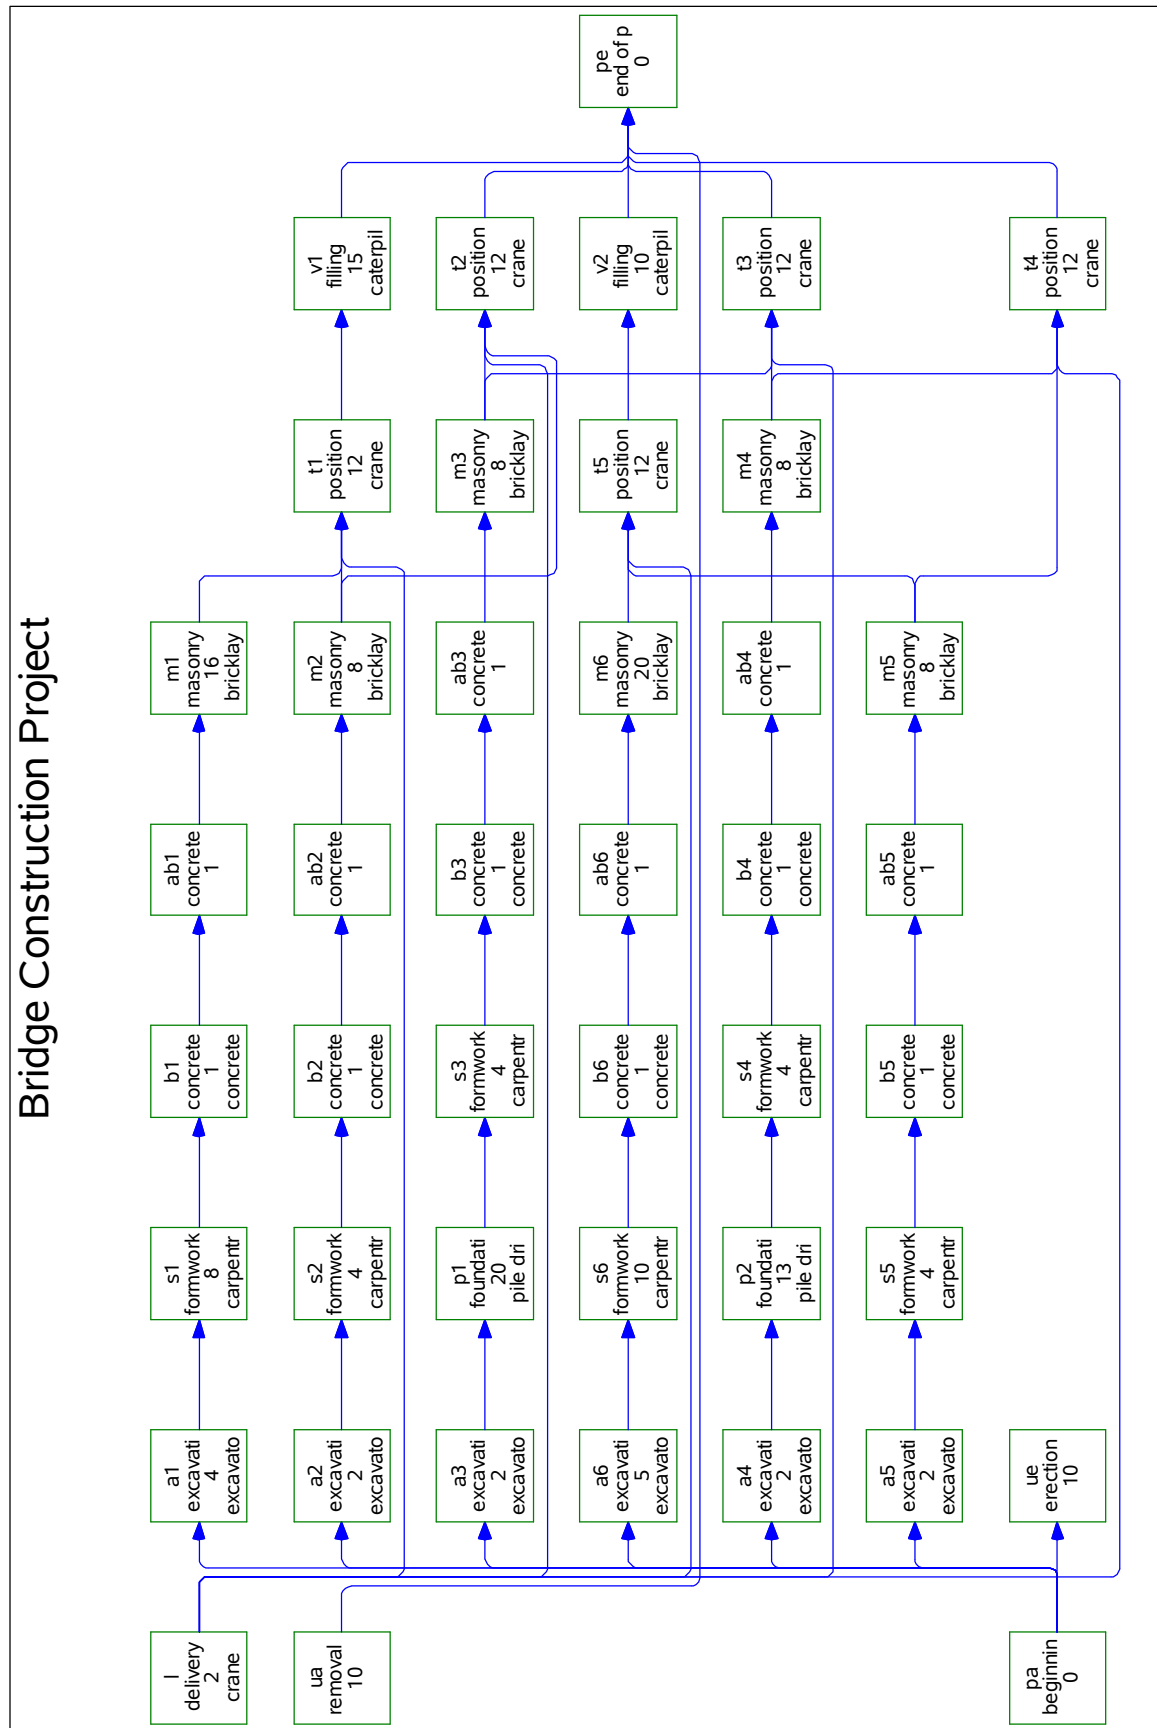 Bridge Construction Project
l
delivery
2
crane
a1
excavati
4
excavato
s1
formwork
8
carpentr
b1
concrete
1
concrete
ab1
concrete
1
m1
masonry
16
bricklay
ua
removal
10
a2
excavati
2
excavato
s2
formwork
4
carpentr
b2
concrete
1
concrete
ab2
concrete
1
m2
masonry
8
bricklay
t1
position
12
crane
v1
filling
15
caterpil
a3
excavati
2
excavato
p1
foundati
20
pile dri
s3
formwork
4
carpentr
b3
concrete
1
concrete
ab3
concrete
1
m3
masonry
8
bricklay
t2
position
12
crane
a6
excavati
5
excavato
s6
formwork
10
carpentr
b6
concrete
1
concrete
ab6
concrete
1
m6
masonry
20
bricklay
t5
position
12
crane
v2
filling
10
caterpil
pe
end of p
0
a4
excavati
2
excavato
p2
foundati
13
pile dri
s4
formwork
4
carpentr
b4
concrete
1
concrete
ab4
concrete
1
m4
masonry
8
bricklay
t3
position
12
crane
a5
excavati
2
excavato
s5
formwork
4
carpentr
b5
concrete
1
concrete
ab5
concrete
1
m5
masonry
8
bricklay
pa
beginnin
0
ue
erection
10
t4
position
12
crane